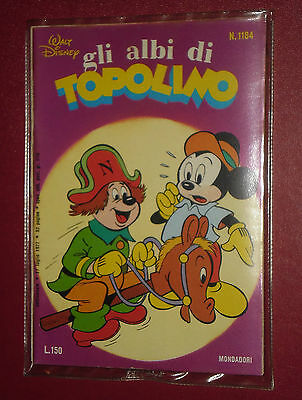 Walt
Disney
N. 1184
gli albi di
TOPOLINO
N
L.150
MONDADORI